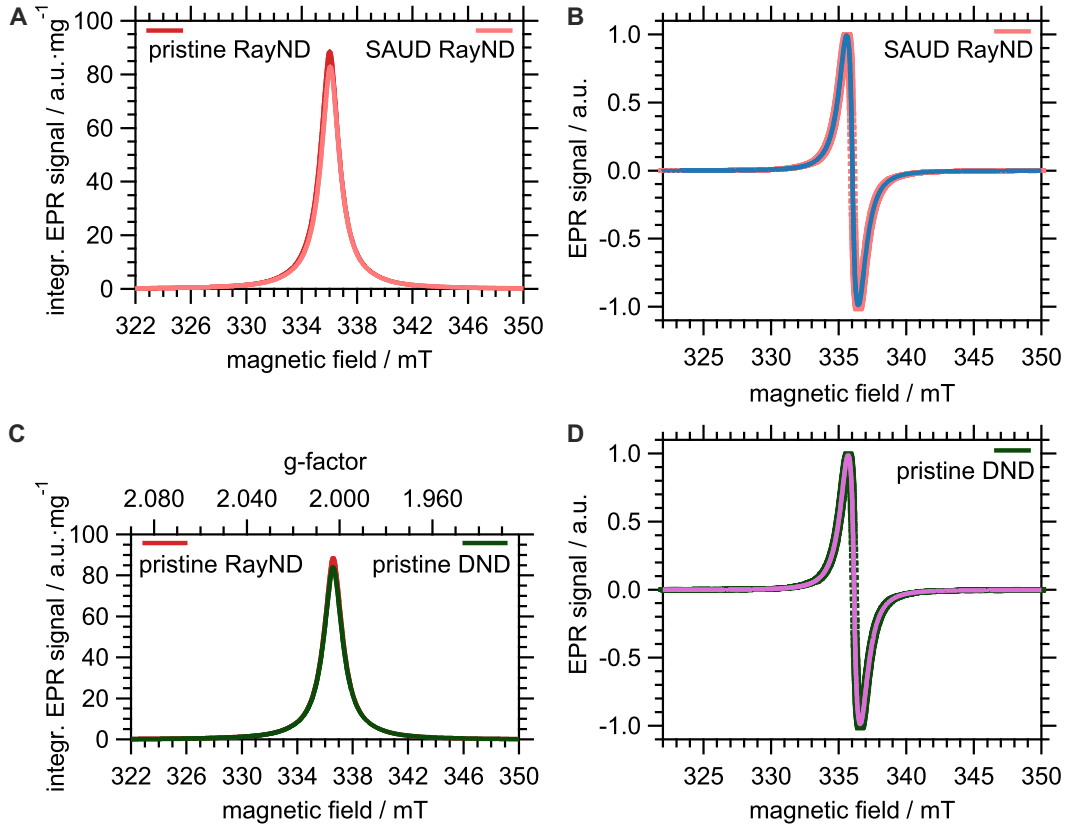 A
integr. EPR signal / a.u.·mg⁻¹
100
80
60
40
20
0
pristine RayND
SAUD RayND
322 326 330 334 338 342 346 350
magnetic field / mT
B
EPR signal / a.u.
1.0
0.5
0.0
-0.5
-1.0
SAUD RayND
325 330 335 340 345 350
magnetic field / mT
C
g-factor
2.080 2.040 2.000 1.960
integr. EPR signal / a.u.·mg⁻¹
100
80
60
40
20
0
pristine RayND
pristine DND
322 326 330 334 338 342 346 350
magnetic field / mT
D
EPR signal / a.u.
1.0
0.5
0.0
-0.5
-1.0
pristine DND
325 330 335 340 345 350
magnetic field / mT